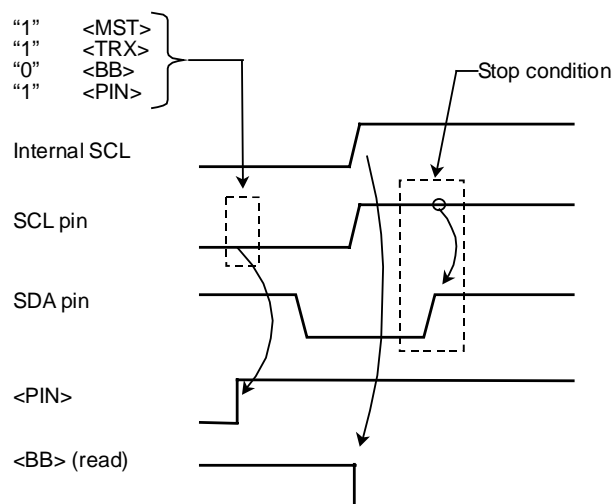 “1” <MST>
“1” <TRX>
“0” <BB>
“1” <PIN>
Stop condition
Internal SCL
SCL pin
SDA pin
<PIN>
<BB> (read)